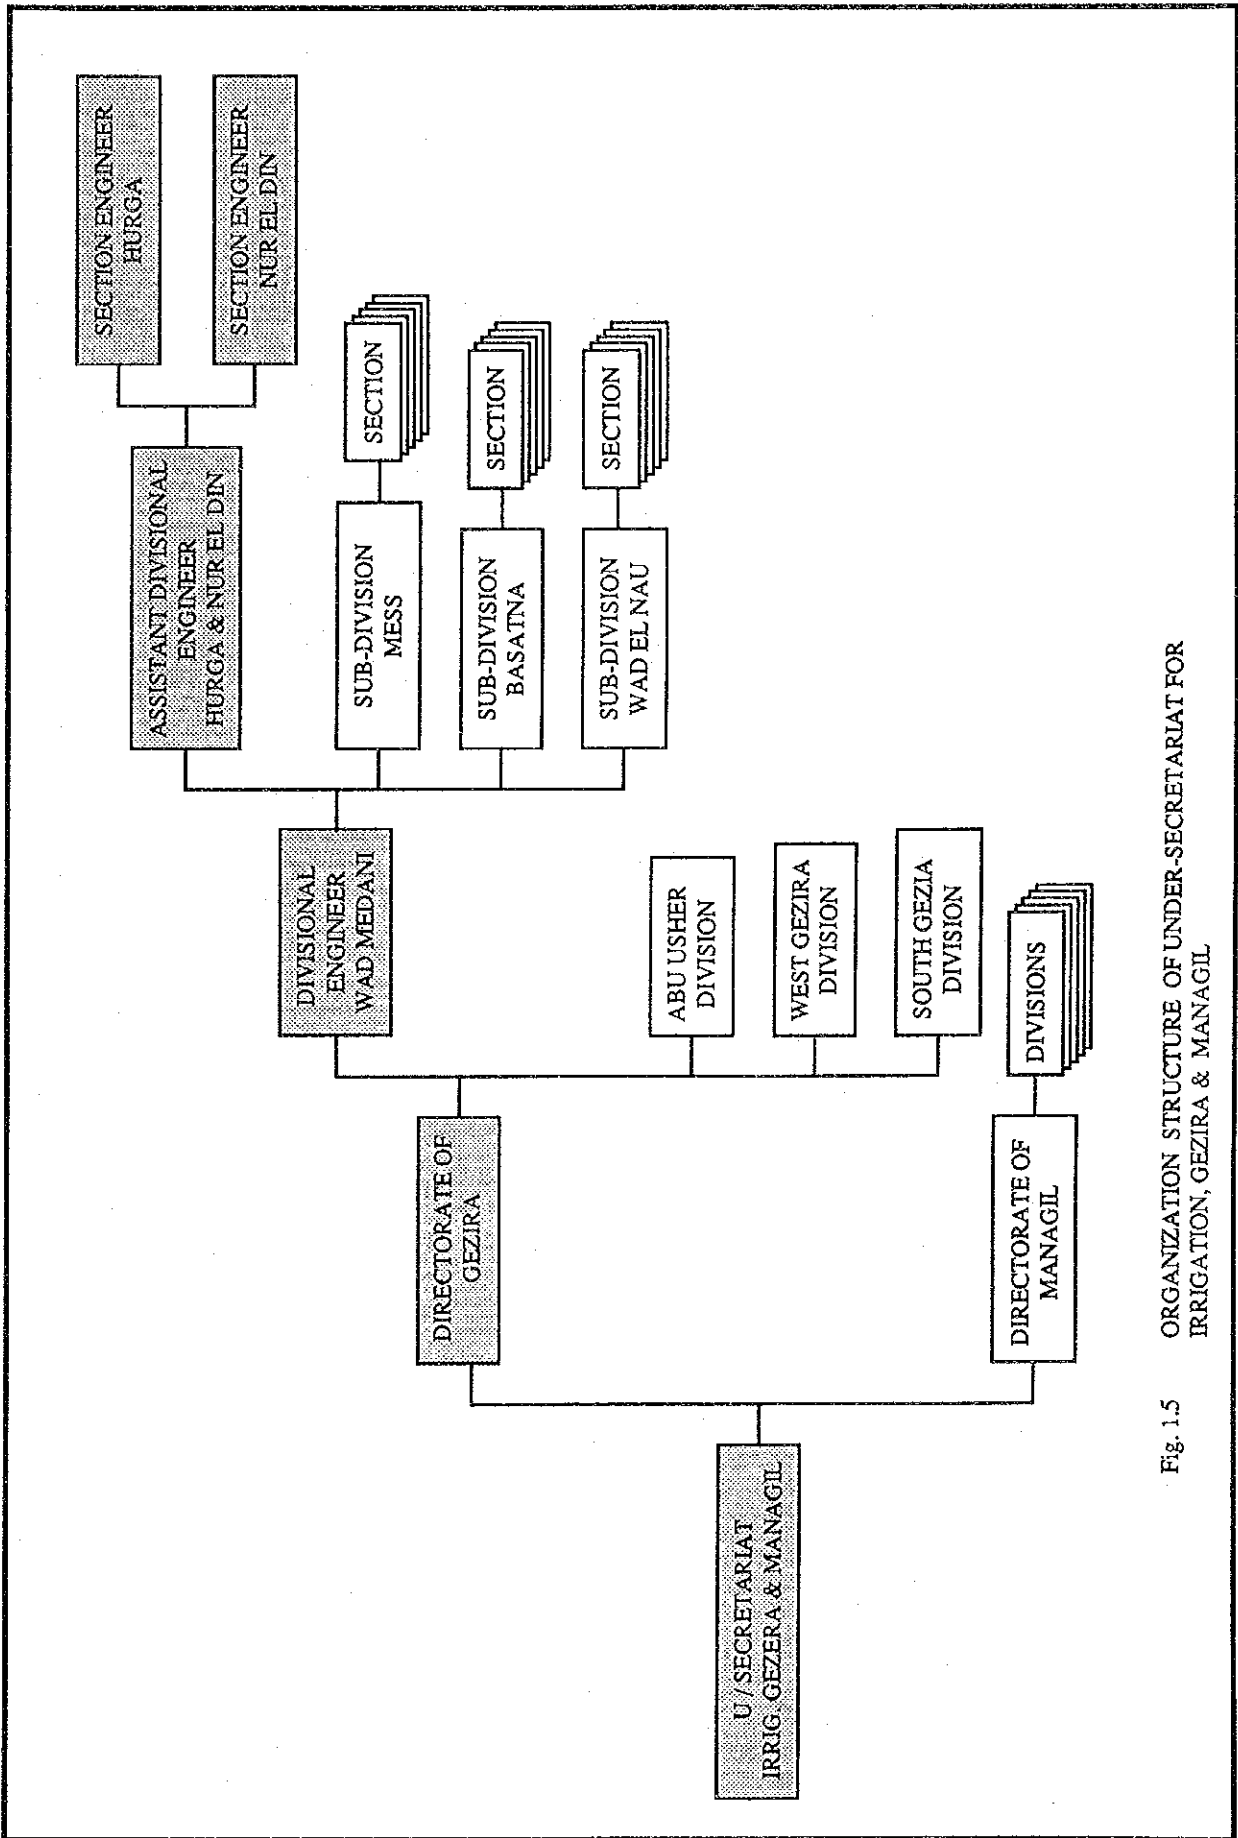 U / SECRETARIAT
IRRIG. GEZERA & MANAGIL
DIRECTORATE OF
GEZIRA
DIRECTORATE OF
MANAGIL
DIVISIONAL
ENGINEER
WAD MEDANI
ABU USHER
DIVISION
WEST GEZIRA
DIVISION
SOUTH GEZIA
DIVISION
DIVISIONS
ASSISTANT DIVISIONAL
ENGINEER
HURGA & NUR EL DIN
SUB-DIVISION
MESS
SUB-DIVISION
BASATNA
SUB-DIVISION
WAD EL NAU
SECTION ENGINEER
HURGA
SECTION ENGINEER
NUR EL DIN
SECTION
SECTION
SECTION
Fig. 1.5 ORGANIZATION STRUCTURE OF UNDER-SECRETARIAT FOR
IRRIGATION, GEZIRA & MANAGIL